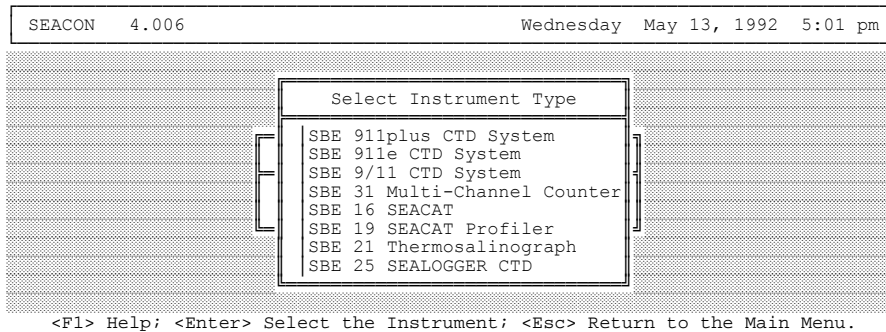 SEACON 4.006 Wednesday May 13, 1992 5:01 pm
Select Instrument Type
SBE 911plus CTD System
SBE 911e CTD System
SBE 9/11 CTD System
SBE 31 Multi-Channel Counter
SBE 16 SEACAT
SBE 19 SEACAT Profiler
SBE 21 Thermosalinograph
SBE 25 SEALOGGER CTD
<F1> Help; <Enter> Select the Instrument; <Esc> Return to the Main Menu.